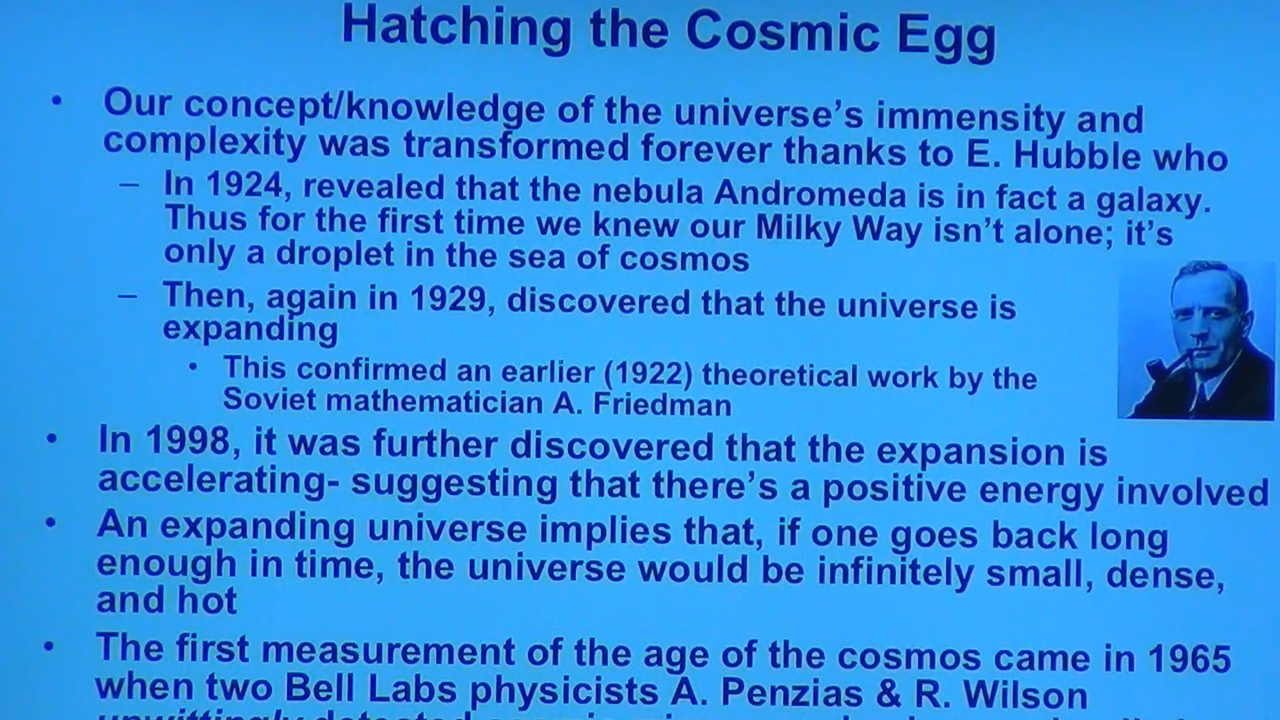 Hatching the Cosmic Egg
• Our concept/knowledge of the universe's immensity and
complexity was transformed forever thanks to E. Hubble who
– In 1924, revealed that the nebula Andromeda is in fact a galaxy.
Thus for the first time we knew our Milky Way isn't alone; it's
only a droplet in the sea of cosmos
– Then, again in 1929, discovered that the universe is
expanding
• This confirmed an earlier (1922) theoretical work by the
Soviet mathematician A. Friedman
• In 1998, it was further discovered that the expansion is
accelerating- suggesting that there's a positive energy involved
• An expanding universe implies that, if one goes back long
enough in time, the universe would be infinitely small, dense,
and hot
• The first measurement of the age of the cosmos came in 1965
when two Bell Labs physicists A. Penzias & R. Wilson
unwittingly detected